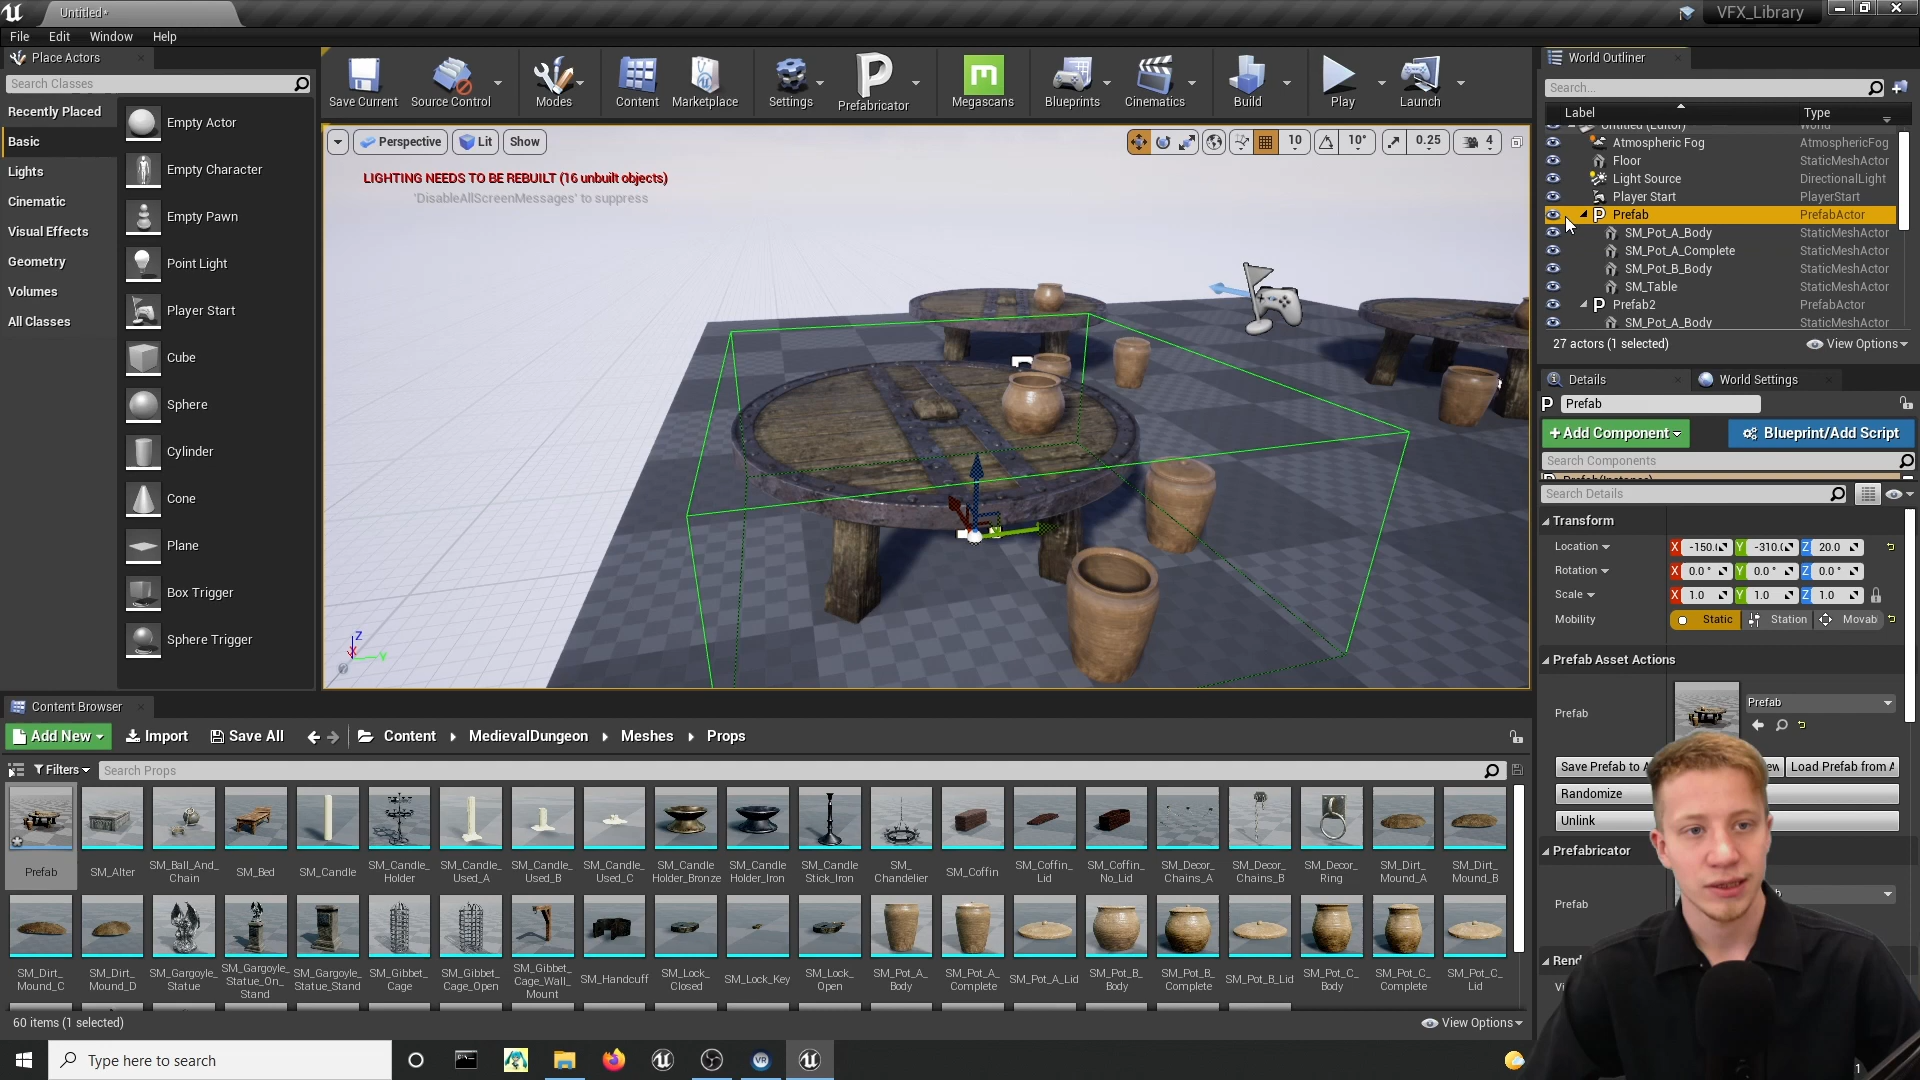 Untitled*
VFX_Library
File Edit Window Help
Place Actors
Search Classes
Recently Placed
Basic
Lights
Cinematic
Visual Effects
Geometry
Volumes
All Classes
Empty Actor
Empty Character
Empty Pawn
Point Light
Player Start
Cube
Sphere
Cylinder
Cone
Plane
Box Trigger
Sphere Trigger
Save Current Source Control Modes Content Marketplace Settings Prefabricator Megascans Blueprints Cinematics Build Play Launch
Perspective Lit Show 10 10° 0.25 4
LIGHTING NEEDS TO BE REBUILT (16 unbuilt objects)
'DisableAllScreenMessages' to suppress
Z
X Y
World Outliner
Search...
Label Type
Untitled (Editor) World
Atmospheric Fog AtmosphericFog
Floor StaticMeshActor
Light Source DirectionalLight
Player Start PlayerStart
Prefab PrefabActor
SM_Pot_A_Body StaticMeshActor
SM_Pot_A_Complete StaticMeshActor
SM_Pot_B_Body StaticMeshActor
SM_Table StaticMeshActor
Prefab2 PrefabActor
SM_Pot_A_Body StaticMeshActor
27 actors (1 selected) View Options
Details World Settings
Prefab
+Add Component Blueprint/Add Script
Search Components
Prefab(Instance)
Search Details
Transform
Location X -150.( Y -310.( Z 20.0
Rotation X 0.0 ° Y 0.0 ° Z 0.0 °
Scale X 1.0 Y 1.0 Z 1.0
Mobility Static Station Movab
Prefab Asset Actions
Prefab Prefab
Save Prefab to A Load Prefab from A
Randomize
Unlink
Prefabricator
Prefab
Rend
Content Browser
Add New Import Save All Content MedievalDungeon Meshes Props
Filters Search Props
Prefab SM_Alter SM_Ball_And_Chain SM_Bed SM_Candle SM_Candle_Holder SM_Candle_Used_A SM_Candle_Used_B SM_Candle_Used_C SM_Candle Holder_Bronze SM_Candle Holder_Iron SM_Candle Stick_Iron SM_Chandelier SM_Coffin SM_Coffin_Lid SM_Coffin_No_Lid SM_Decor_Chains_A SM_Decor_Chains_B SM_Decor_Ring SM_Dirt_Mound_A SM_Dirt_Mound_B
SM_Dirt_Mound_C SM_Dirt_Mound_D SM_Gargoyle_Statue SM_Gargoyle_Statue_On_Stand SM_Gargoyle_Statue_Stand SM_Gibbet_Cage SM_Gibbet_Cage_Open SM_Gibbet_Cage_Wall_Mount SM_Handcuff SM_Lock_Closed SM_Lock_Key SM_Lock_Open SM_Pot_A_Body SM_Pot_A_Complete SM_Pot_A_Lid SM_Pot_B_Body SM_Pot_B_Complete SM_Pot_B_Lid SM_Pot_C_Body SM_Pot_C_Complete SM_Pot_C_Lid
60 items (1 selected) View Options
Type here to search